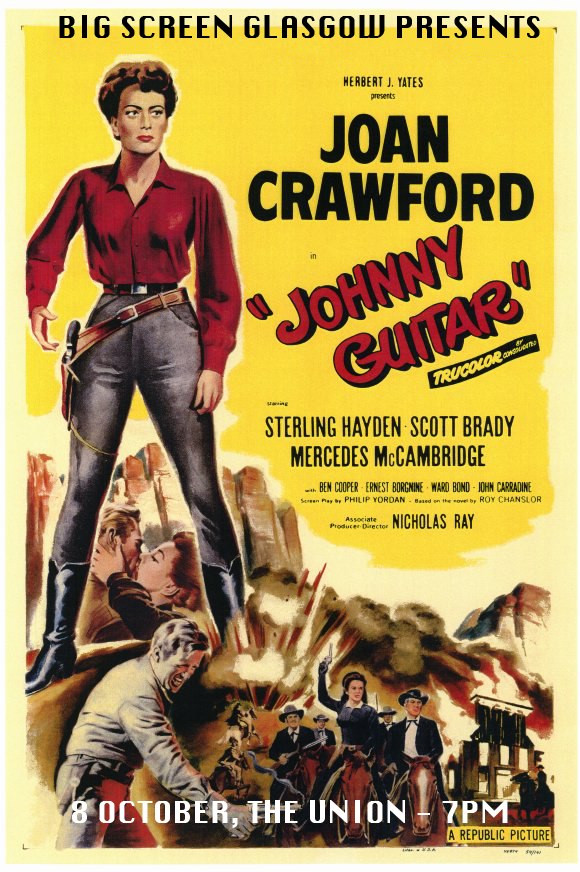 BIG SCREEN GLASGOW PRESENTS
HERBERT J. YATES
presents
JOAN
CRAWFORD
in
"JOHNNY
GUITAR"
TRUCOLOR BY CONSOLIDATED
starring
STERLING HAYDEN · SCOTT BRADY
MERCEDES McCAMBRIDGE
with BEN COOPER · ERNEST BORGNINE · WARD BOND · JOHN CARRADINE
Screen Play by PHILIP YORDAN - Based on the novel by ROY CHANSLOR
Associate
Producer-Director NICHOLAS RAY
8 OCTOBER, THE UNION - 7PM
A REPUBLIC PICTURE